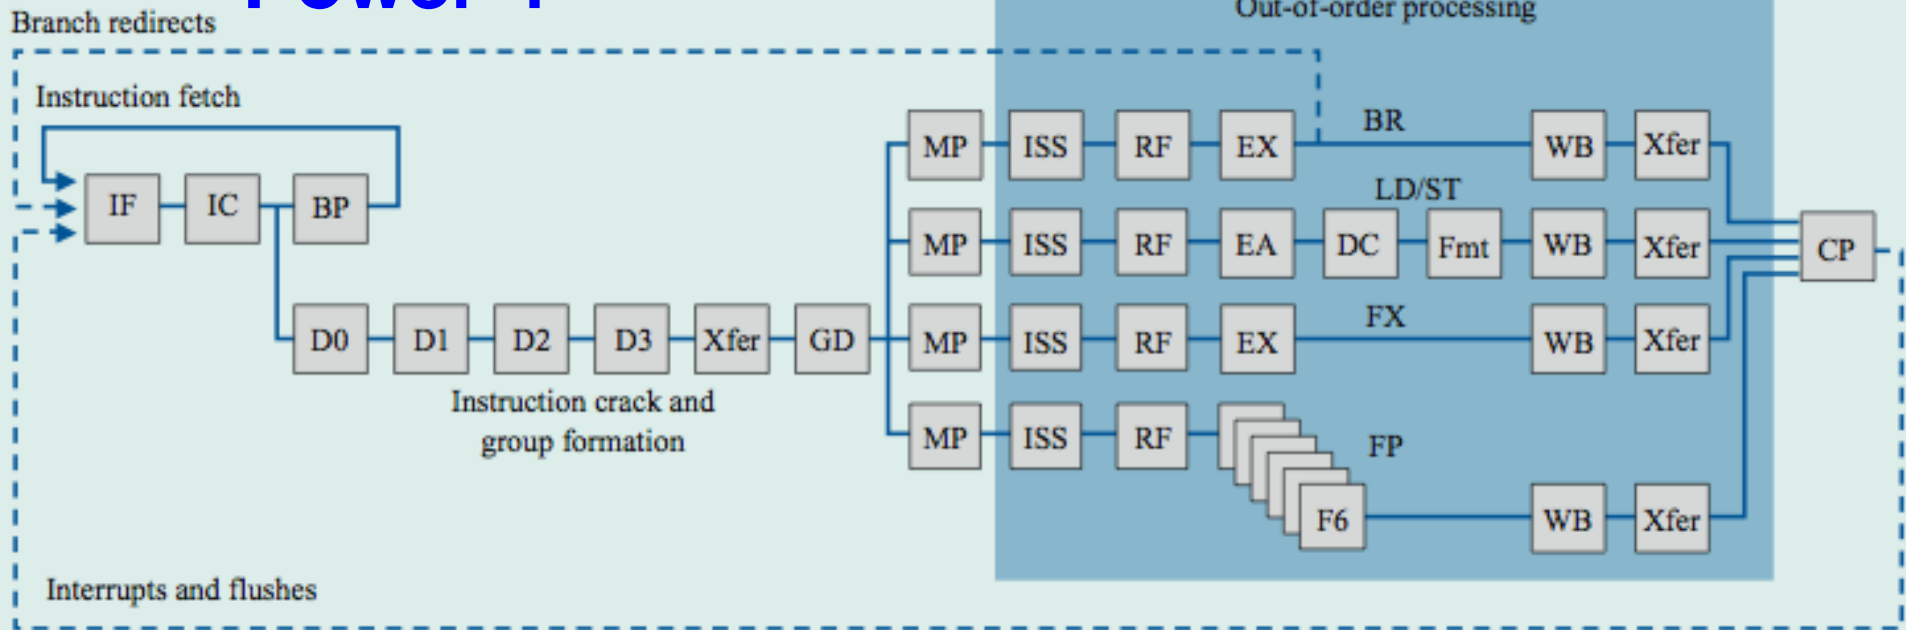 Power 4
Out-of-order processing
Branch redirects
Instruction fetch
BR
MP ISS RF EX WB Xfer
LD/ST
IF IC BP
MP ISS RF EA DC Fmt WB Xfer
CP
FX
D0 D1 D2 D3 Xfer GD
MP ISS RF EX WB Xfer
Instruction crack and
group formation
FP
MP ISS RF
F6 WB Xfer
Interrupts and flushes